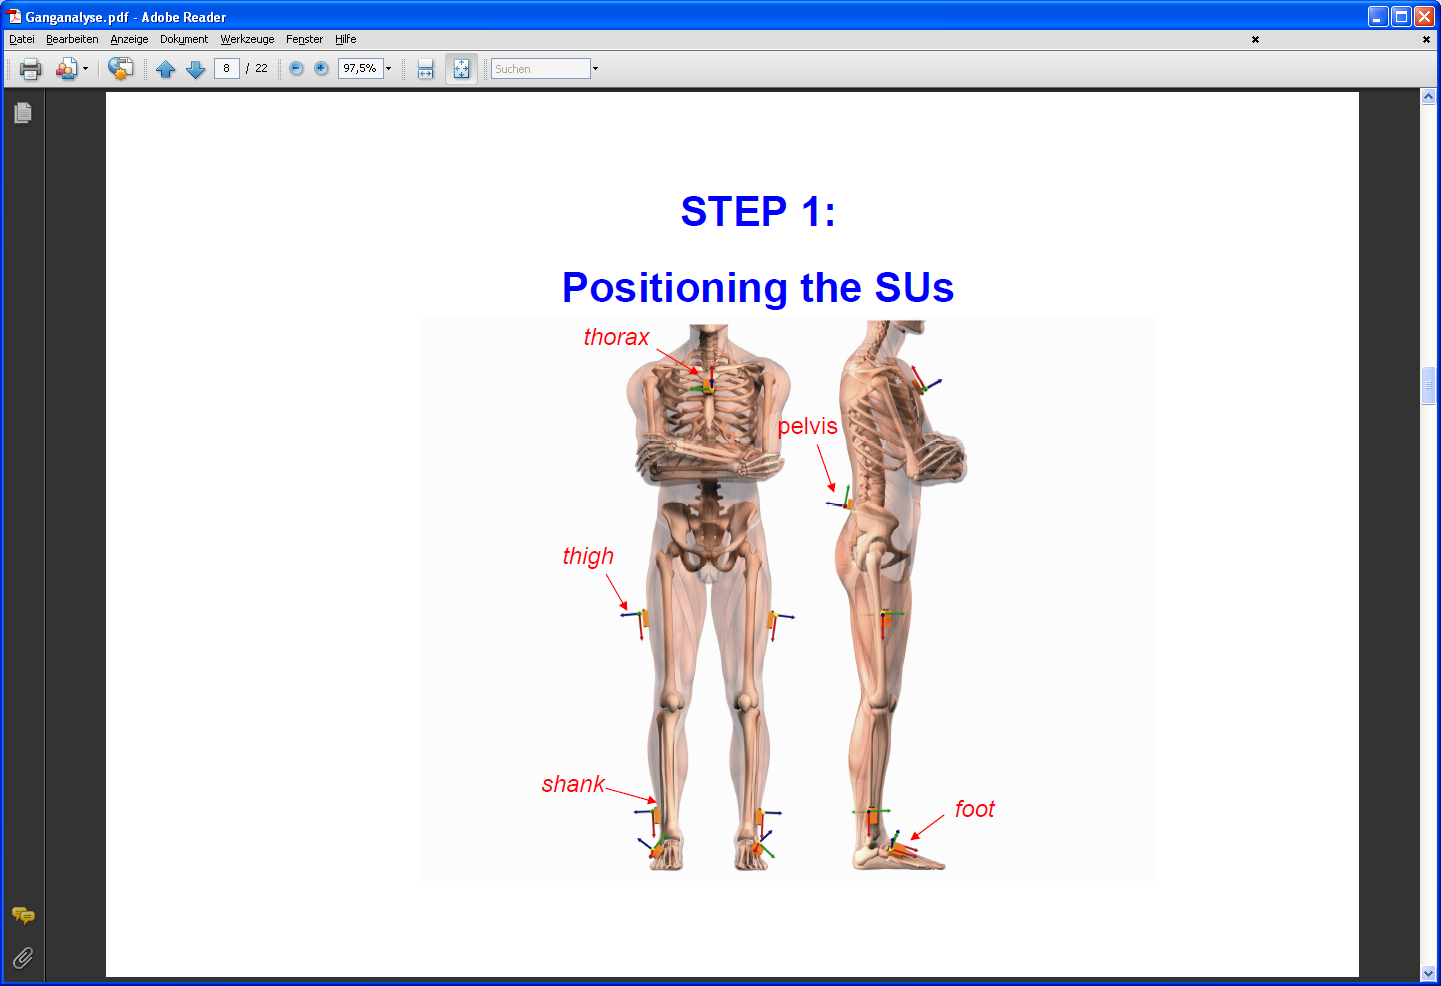 Ganganalyse.pdf - Adobe Reader
Datei Bearbeiten Anzeige Dokument Werkzeuge Fenster Hilfe
8 / 22 97,5% Suchen
STEP 1:
Positioning the SUs
thorax
pelvis
thigh
shank
foot